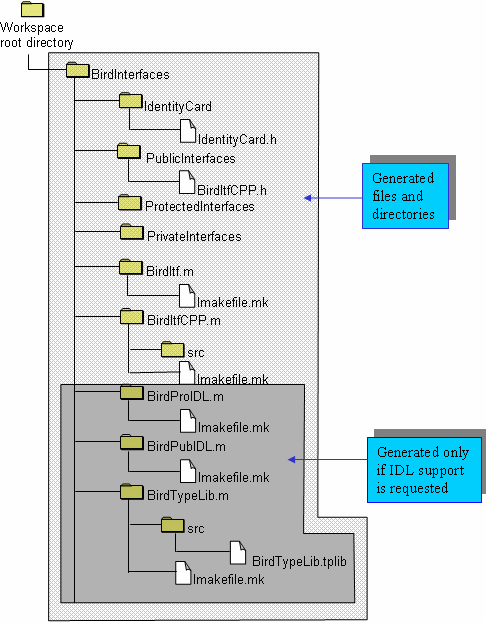 Workspace
root directory
BirdInterfaces
IdentityCard
IdentityCard.h
PublicInterfaces
BirdItfCPP.h
ProtectedInterfaces
PrivateInterfaces
BirdItf.m
Imakefile.mk
BirdItfCPP.m
src
Imakefile.mk
BirdProIDL.m
Imakefile.mk
BirdPubIDL.m
Imakefile.mk
BirdTypeLib.m
src
BirdTypeLib.tplib
Imakefile.mk
Generated
files and
directories
Generated only
if IDL support
is requested